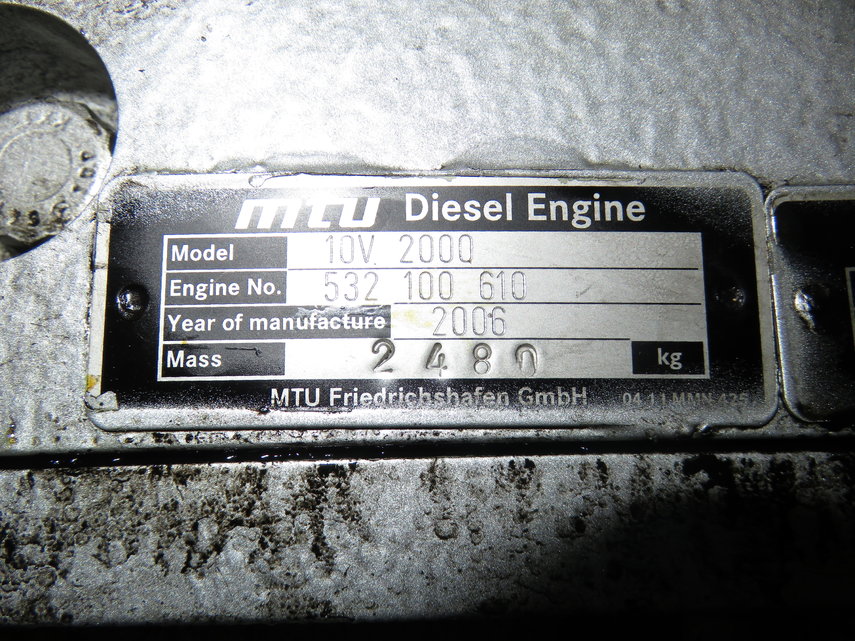 mtu Diesel Engine
Model 10V 2000
Engine No. 532 100 610
Year of manufacture 2006
Mass 2480 kg
MTU Friedrichshafen GmbH